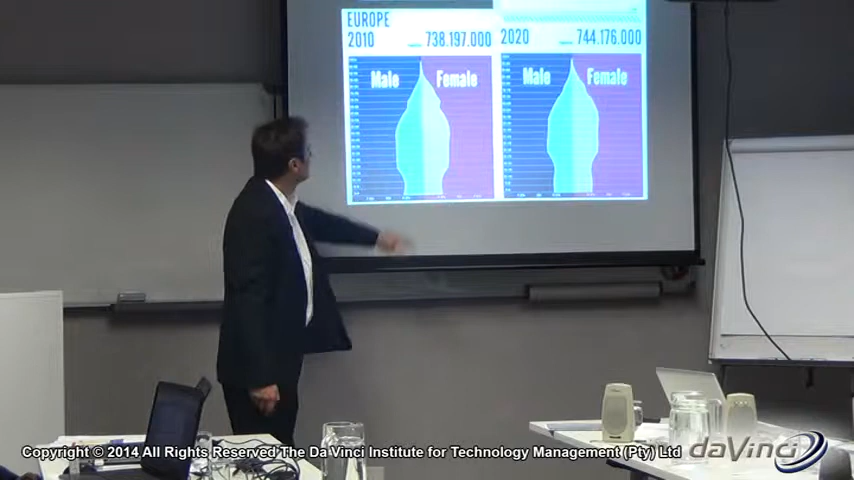 EUROPE
2010 738.197.000
2020 744.176.000
Male Female
Male Female
Copyright © 2014 All Rights Reserved The Da Vinci Institute for Technology Management (Pty) Ltd
daVinci